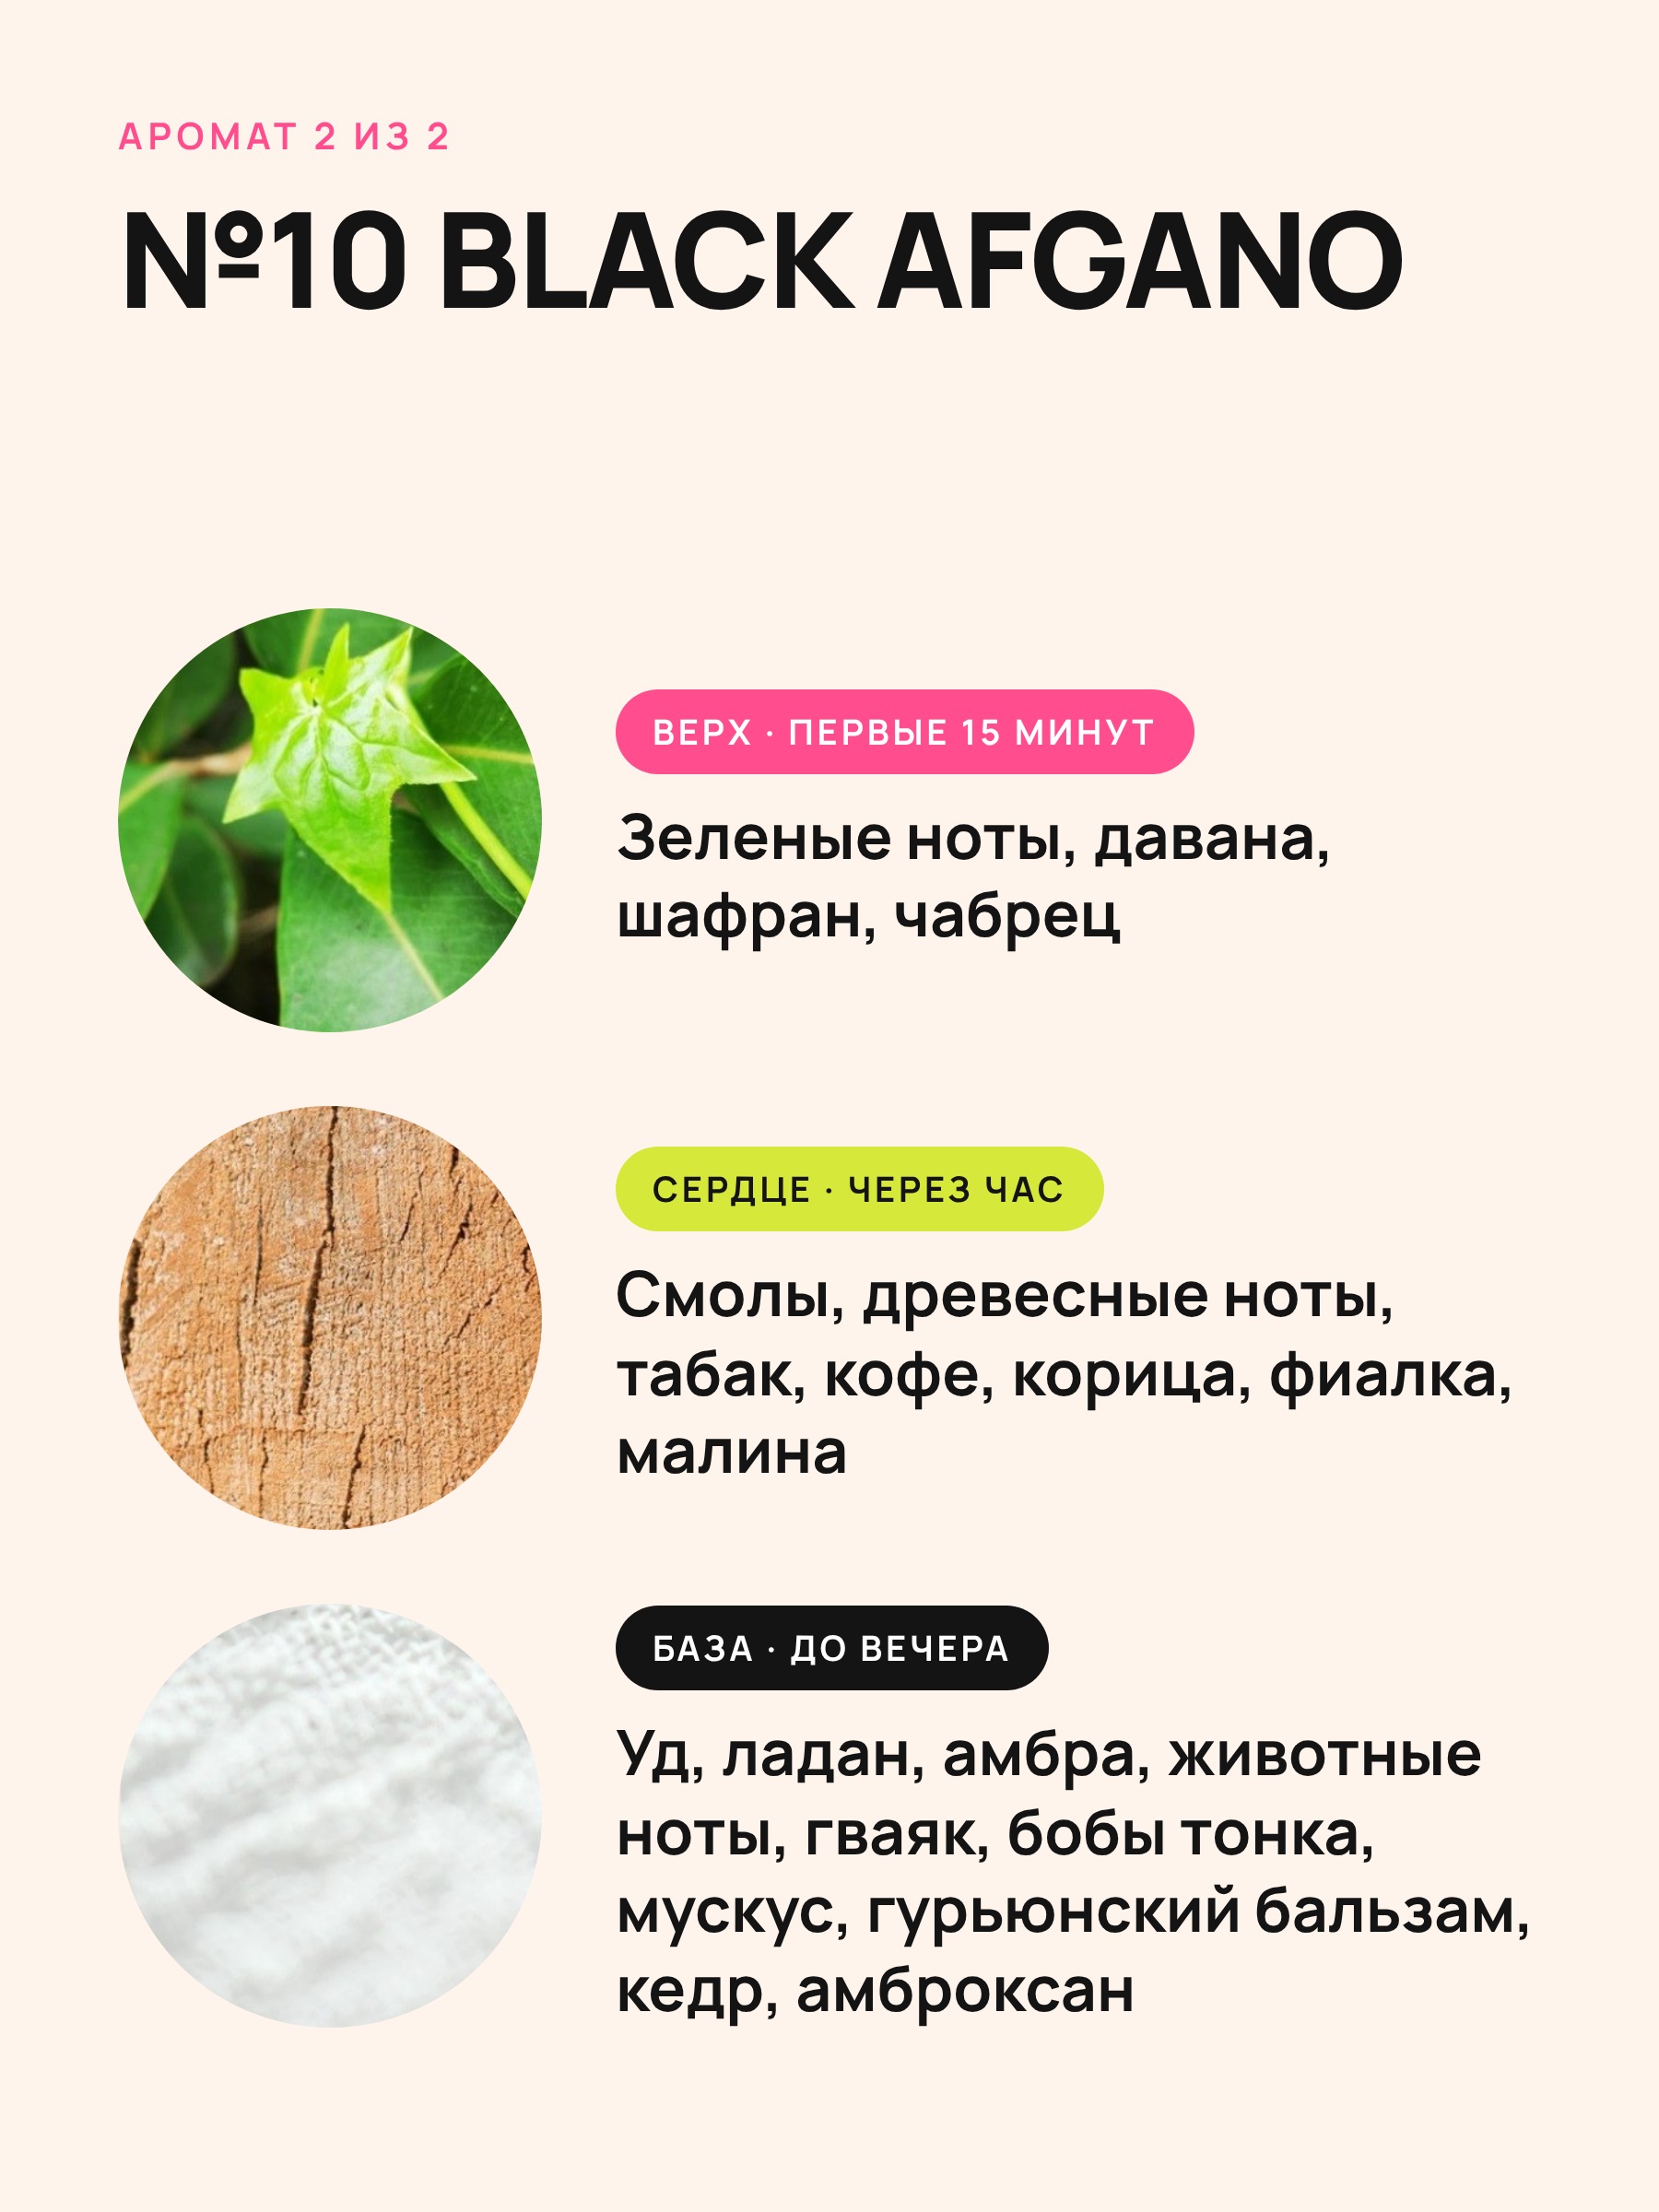 АРОМАТ 2 ИЗ 2
№10 BLACK AFGANO
ВЕРХ · ПЕРВЫЕ 15 МИНУТ
Зеленые ноты, давана,
шафран, чабрец
СЕРДЦЕ · ЧЕРЕЗ ЧАС
Смолы, древесные ноты,
табак, кофе, корица, фиалка,
малина
БАЗА · ДО ВЕЧЕРА
Уд, ладан, амбра, животные
ноты, гваяк, бобы тонка,
мускус, гурьюнский бальзам,
кедр, амброксан